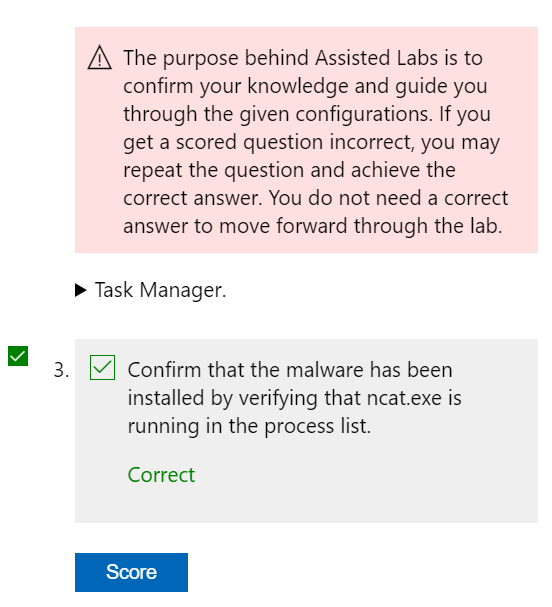 The purpose behind Assisted Labs is to
confirm your knowledge and guide you
through the given configurations. If you
get a scored question incorrect, you may
repeat the question and achieve the
correct answer. You do not need a correct
answer to move forward through the lab.
Task Manager.
3. Confirm that the malware has been
installed by verifying that ncat.exe is
running in the process list.
Correct
Score